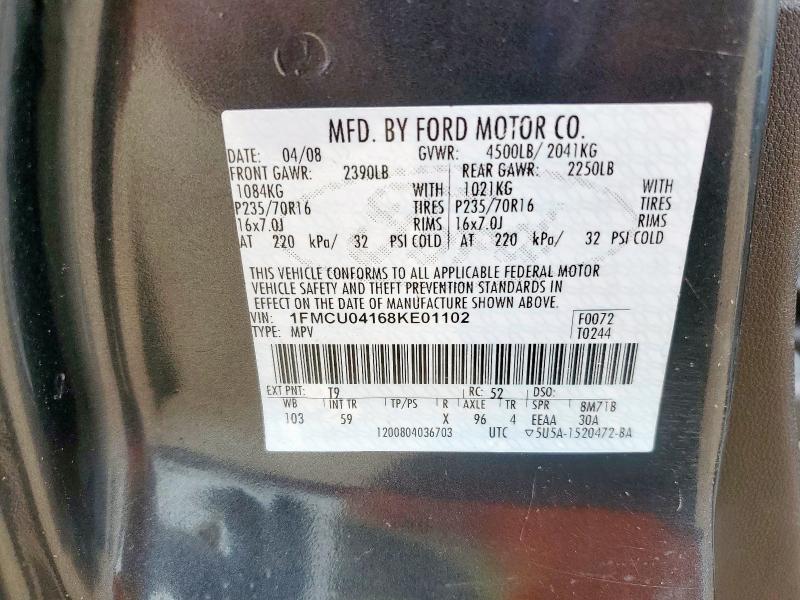 MFD. BY FORD MOTOR CO.
DATE: 04/08 GVWR: 4500LB/ 2041KG
FRONT GAWR: 2390LB REAR GAWR: 2250LB
1084KG WITH 1021KG WITH
P235/70R16 TIRES P235/70R16 TIRES
16x7.0J RIMS 16x7.0J RIMS
AT 220 kPa/ 32 PSI COLD AT 220 kPa/ 32 PSI COLD
THIS VEHICLE CONFORMS TO ALL APPLICABLE FEDERAL MOTOR
VEHICLE SAFETY AND THEFT PREVENTION STANDARDS IN
EFFECT ON THE DATE OF MANUFACTURE SHOWN ABOVE.
VIN: 1FMCU04168KE01102 F0072
TYPE: MPV T0244
EXT PNT: T9 RC: 52 DSO:
WB INT TR TP/PS R AXLE TR SPR 8M71B
103 59 X 96 4 EEAA 30A
1200804036703 UTC ▽5U5A-1520472-BA